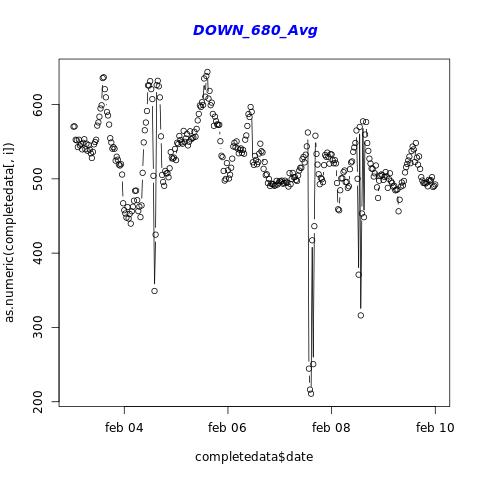 DOWN_680_Avg
as.numeric(completedata[, i])
600
500
400
300
200
feb 04
feb 06
feb 08
feb 10
completedata$date